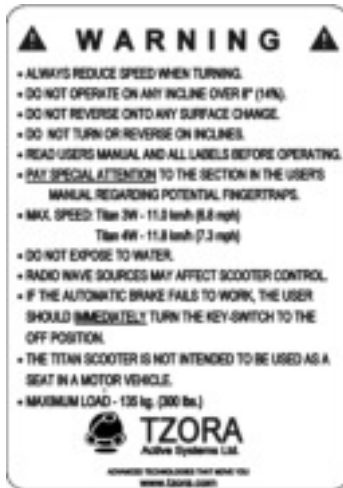 WARNING
• ALWAYS REDUCE SPEED WHEN TURNING.
• DO NOT OPERATE ON ANY INCLINE OVER 8° (14%).
• DO NOT REVERSE ONTO ANY SURFACE CHANGE.
• DO NOT TURN OR REVERSE ON INCLINES.
• READ USERS MANUAL AND ALL LABELS BEFORE OPERATING.
• PAY SPECIAL ATTENTION TO THE SECTION IN THE USER'S
MANUAL REGARDING POTENTIAL FINGERTRAPS.
• MAX. SPEED: Titan 3W - 11.0 km/h (6.8 mph)
Titan 4W - 11.8 km/h (7.3 mph)
• DO NOT EXPOSE TO WATER.
• RADIO WAVE SOURCES MAY AFFECT SCOOTER CONTROL.
• IF THE AUTOMATIC BRAKE FAILS TO WORK, THE USER
SHOULD IMMEDIATELY TURN THE KEY-SWITCH TO THE
OFF POSITION.
• THE TITAN SCOOTER IS NOT INTENDED TO BE USED AS A
SEAT IN A MOTOR VEHICLE.
• MAXIMUM LOAD - 135 kg. (300 lbs.)
TZORA
Active Systems Ltd.
ADVANCED TECHNOLOGIES THAT MOVE YOU
www.tzora.com